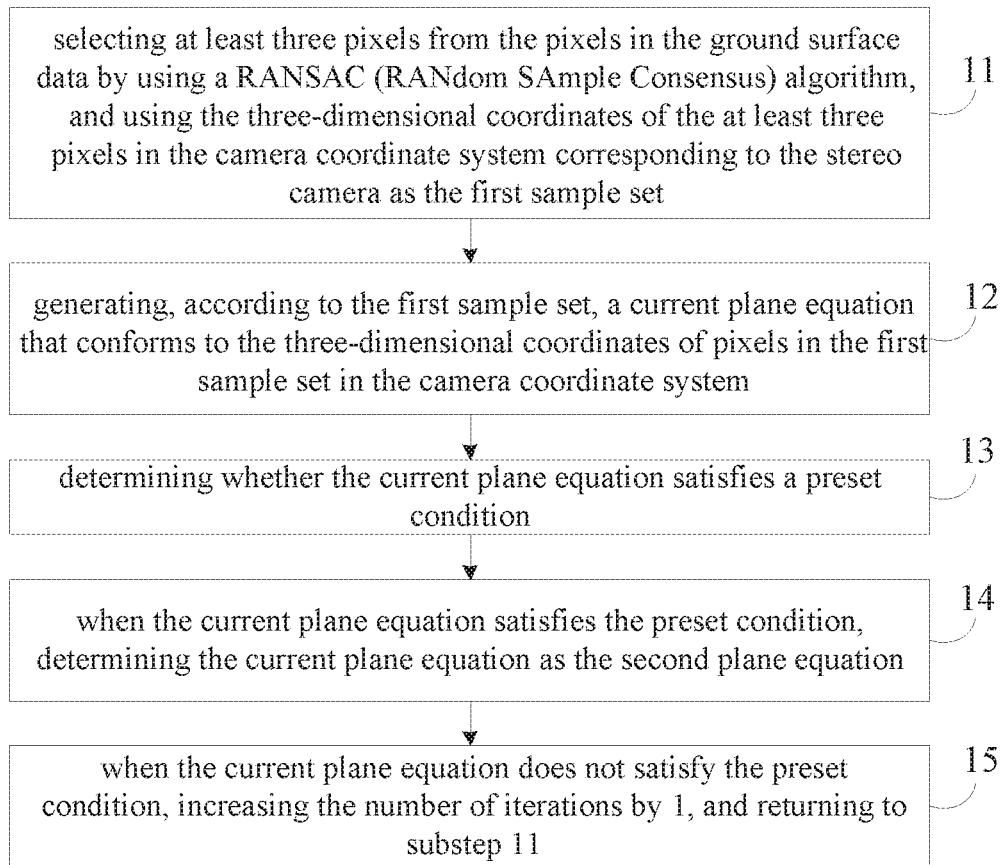 selecting at least three pixels from the pixels in the ground surface
data by using a RANSAC (RANdom SAmple Consensus) algorithm,
and using the three-dimensional coordinates of the at least three
pixels in the camera coordinate system corresponding to the stereo
camera as the first sample set
11
generating, according to the first sample set, a current plane equation
that conforms to the three-dimensional coordinates of pixels in the first
sample set in the camera coordinate system
12
determining whether the current plane equation satisfies a preset
condition
13
when the current plane equation satisfies the preset condition,
determining the current plane equation as the second plane equation
14
when the current plane equation does not satisfy the preset
condition, increasing the number of iterations by 1, and returning to
substep 11
15